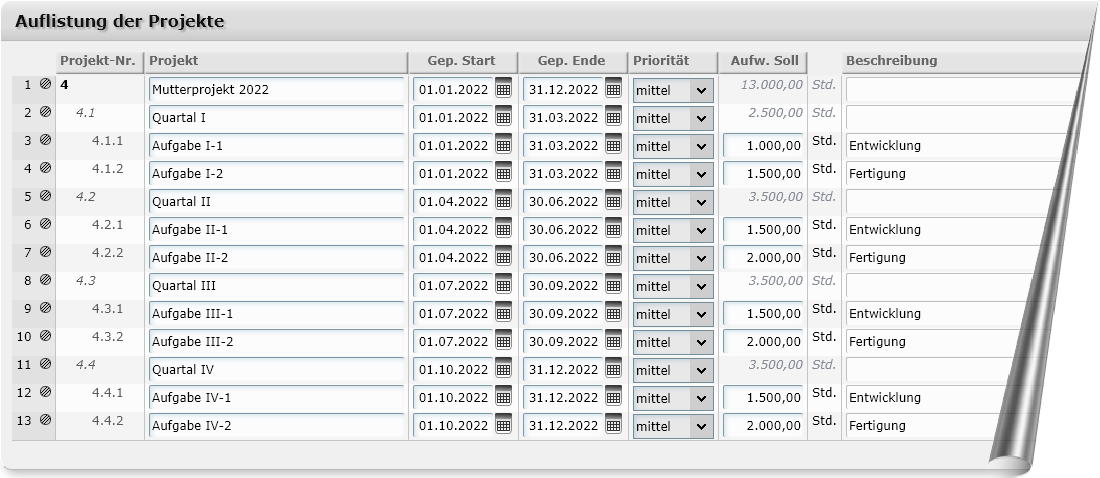 Auflistung der Projekte
Projekt-Nr. Projekt Gep. Start Gep. Ende Priorität Aufw. Soll Beschreibung
1 4 Mutterprojekt 2022 01.01.2022 31.12.2022 mittel 13.000,00 Std.
2 4.1 Quartal I 01.01.2022 31.03.2022 mittel 2.500,00 Std.
3 4.1.1 Aufgabe I-1 01.01.2022 31.03.2022 mittel 1.000,00 Std. Entwicklung
4 4.1.2 Aufgabe I-2 01.01.2022 31.03.2022 mittel 1.500,00 Std. Fertigung
5 4.2 Quartal II 01.04.2022 30.06.2022 mittel 3.500,00 Std.
6 4.2.1 Aufgabe II-1 01.04.2022 30.06.2022 mittel 1.500,00 Std. Entwicklung
7 4.2.2 Aufgabe II-2 01.04.2022 30.06.2022 mittel 2.000,00 Std. Fertigung
8 4.3 Quartal III 01.07.2022 30.09.2022 mittel 3.500,00 Std.
9 4.3.1 Aufgabe III-1 01.07.2022 30.09.2022 mittel 1.500,00 Std. Entwicklung
10 4.3.2 Aufgabe III-2 01.07.2022 30.09.2022 mittel 2.000,00 Std. Fertigung
11 4.4 Quartal IV 01.10.2022 31.12.2022 mittel 3.500,00 Std.
12 4.4.1 Aufgabe IV-1 01.10.2022 31.12.2022 mittel 1.500,00 Std. Entwicklung
13 4.4.2 Aufgabe IV-2 01.10.2022 31.12.2022 mittel 2.000,00 Std. Fertigung